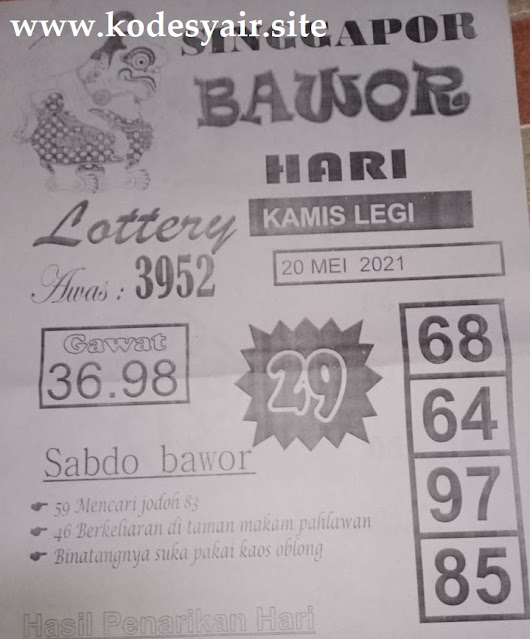 www.kodesyair.site
SINGGAPOR
BAWOR
HARI
Lottery
KAMIS LEGI
Awas : 3952
20 MEI 2021
Gawat
36.98
29
68
64
97
85
Sabdo bawor
59 Mencari jodoh 83
46 Berkeliaran di taman makam pahlawan
Binatangnya suka pakai kaos oblong
Hasil Penarikan Hari